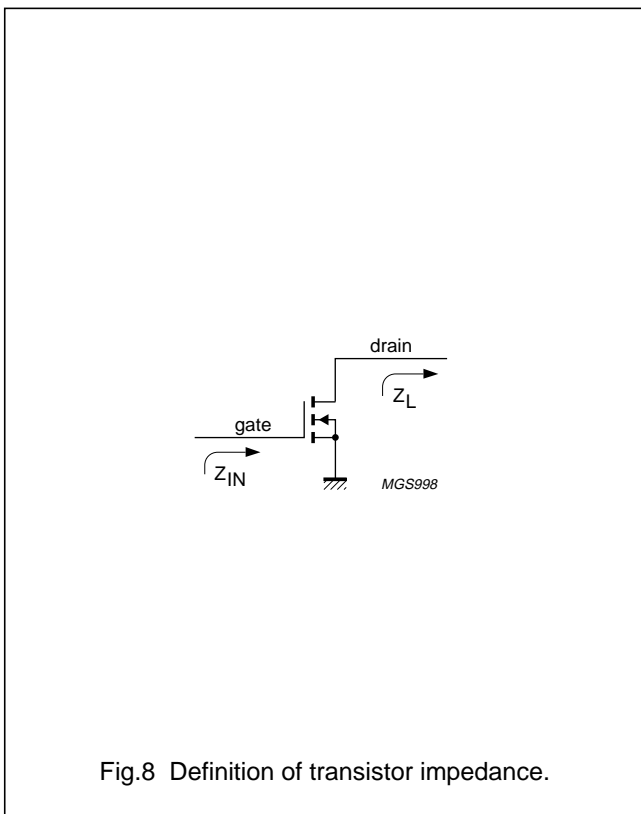 drain
Z_L
gate
Z_IN
MGS998
Fig.8 Definition of transistor impedance.